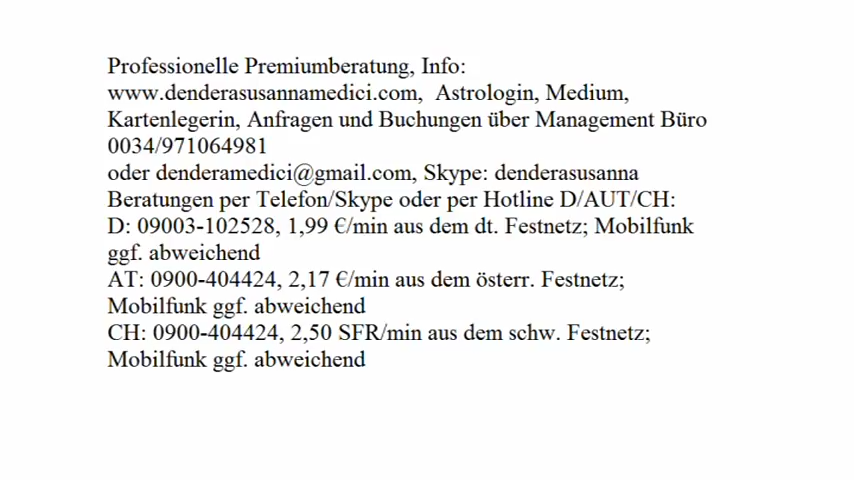 Professionelle Premiumberatung, Info:
www.denderasusannamedici.com, Astrologin, Medium,
Kartenlegerin, Anfragen und Buchungen über Management Büro
0034/971064981
oder denderamedici@gmail.com, Skype: denderasusanna
Beratungen per Telefon/Skype oder per Hotline D/AUT/CH:
D: 09003-102528, 1,99 €/min aus dem dt. Festnetz; Mobilfunk
ggf. abweichend
AT: 0900-404424, 2,17 €/min aus dem österr. Festnetz;
Mobilfunk ggf. abweichend
CH: 0900-404424, 2,50 SFR/min aus dem schw. Festnetz;
Mobilfunk ggf. abweichend